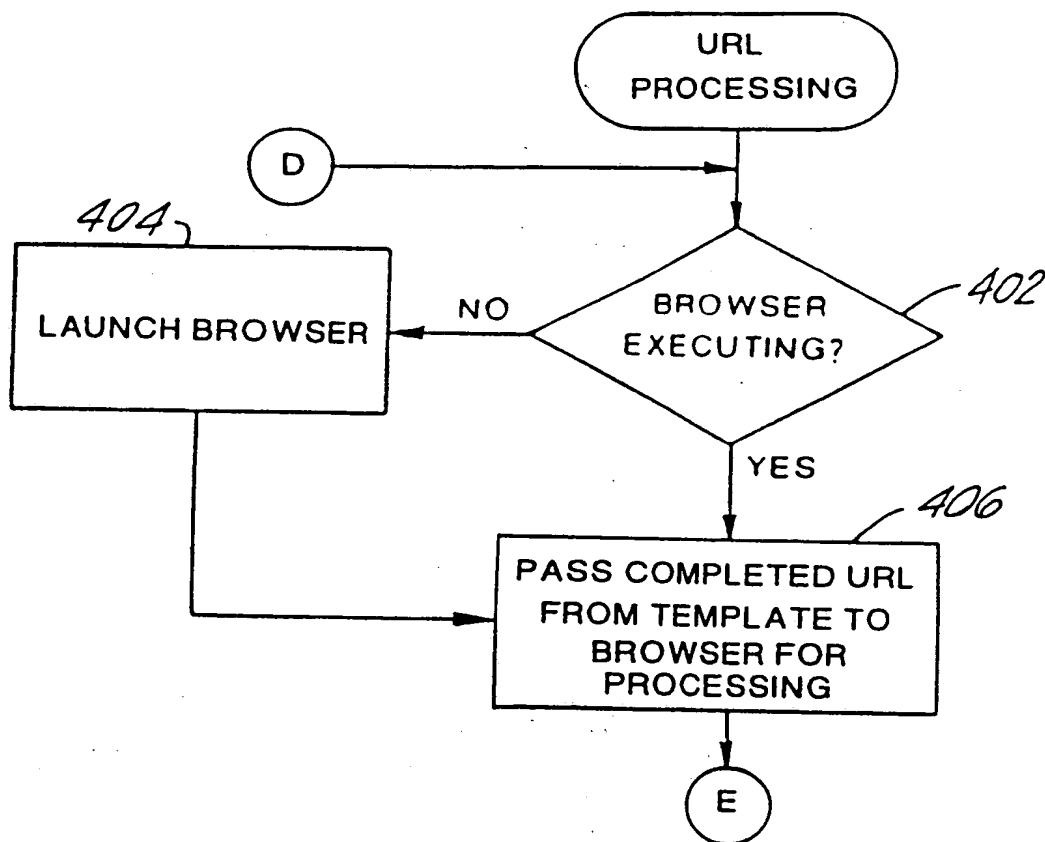 URL
PROCESSING
D
404
LAUNCH BROWSER
NO
BROWSER
EXECUTING?
402
YES
406
PASS COMPLETED URL
FROM TEMPLATE TO
BROWSER FOR
PROCESSING
E